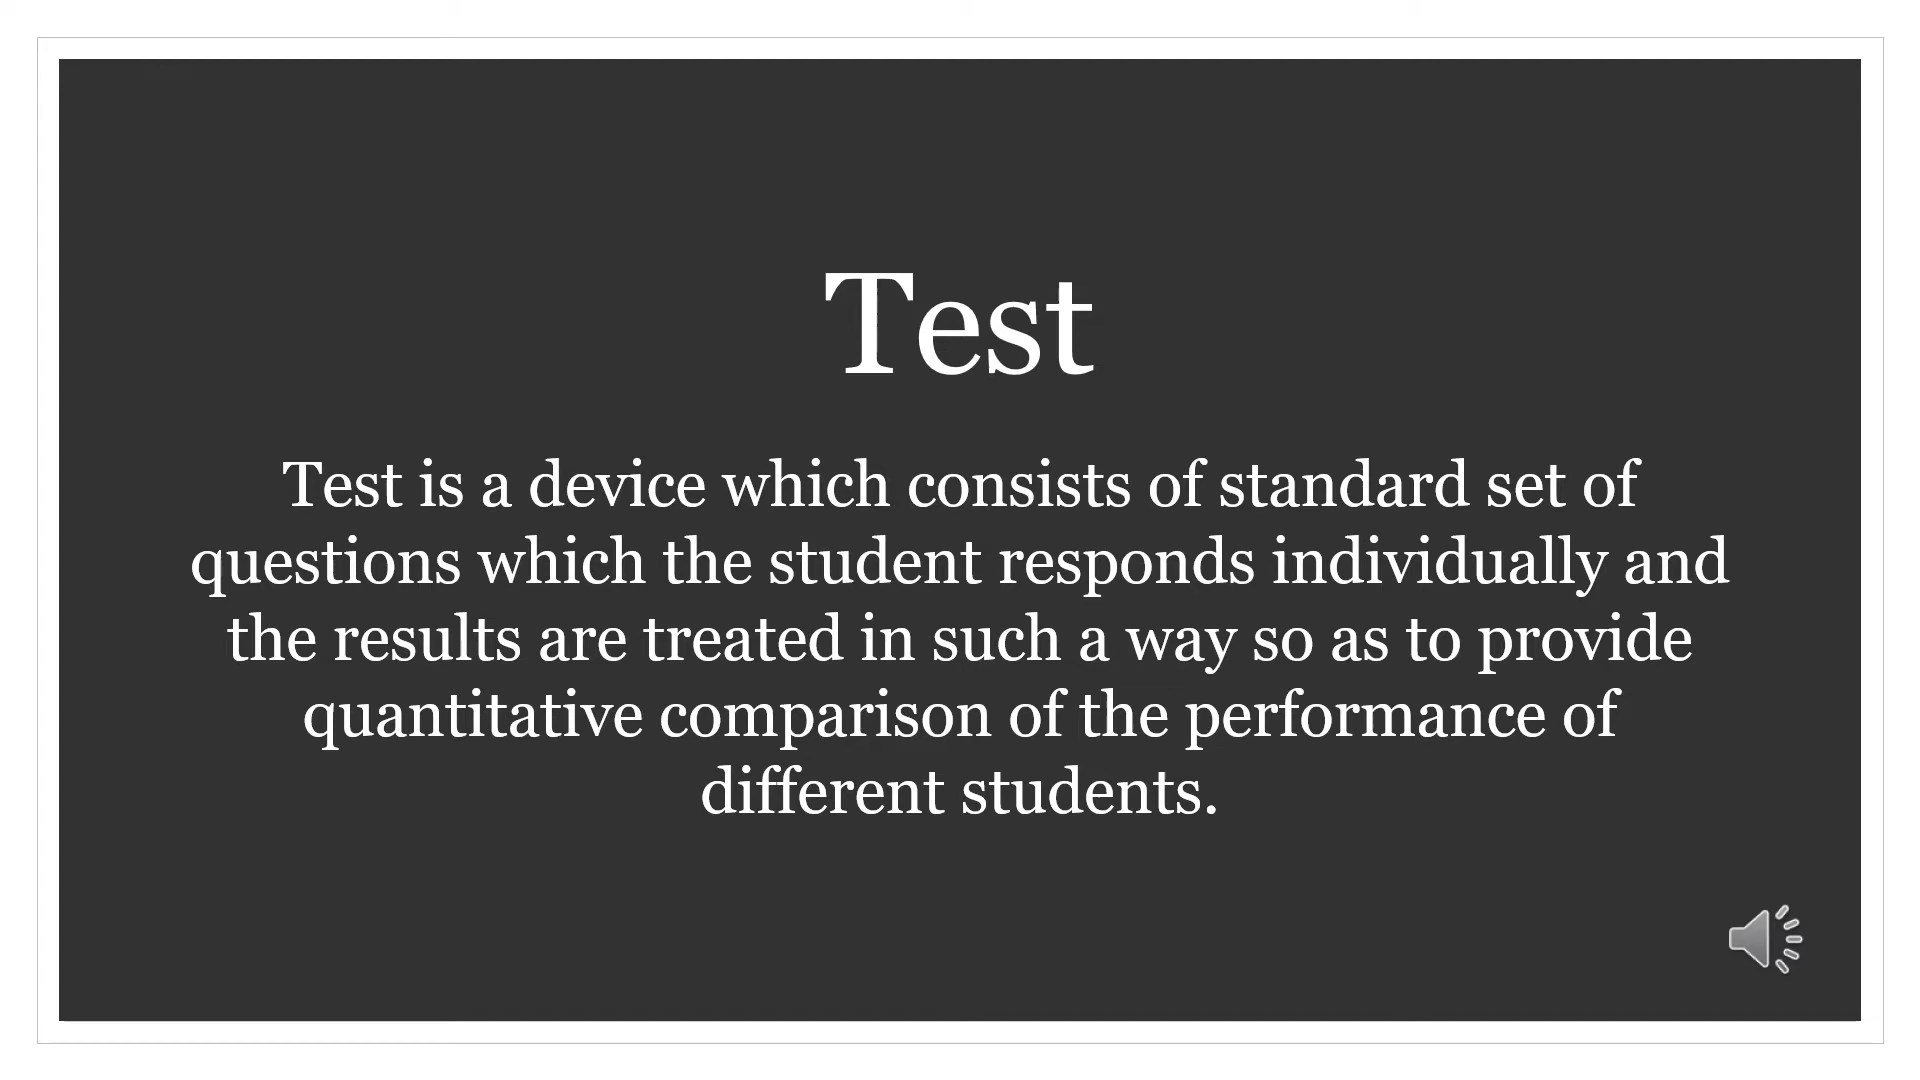 Test
Test is a device which consists of standard set of
questions which the student responds individually and
the results are treated in such a way so as to provide
quantitative comparison of the performance of
different students.